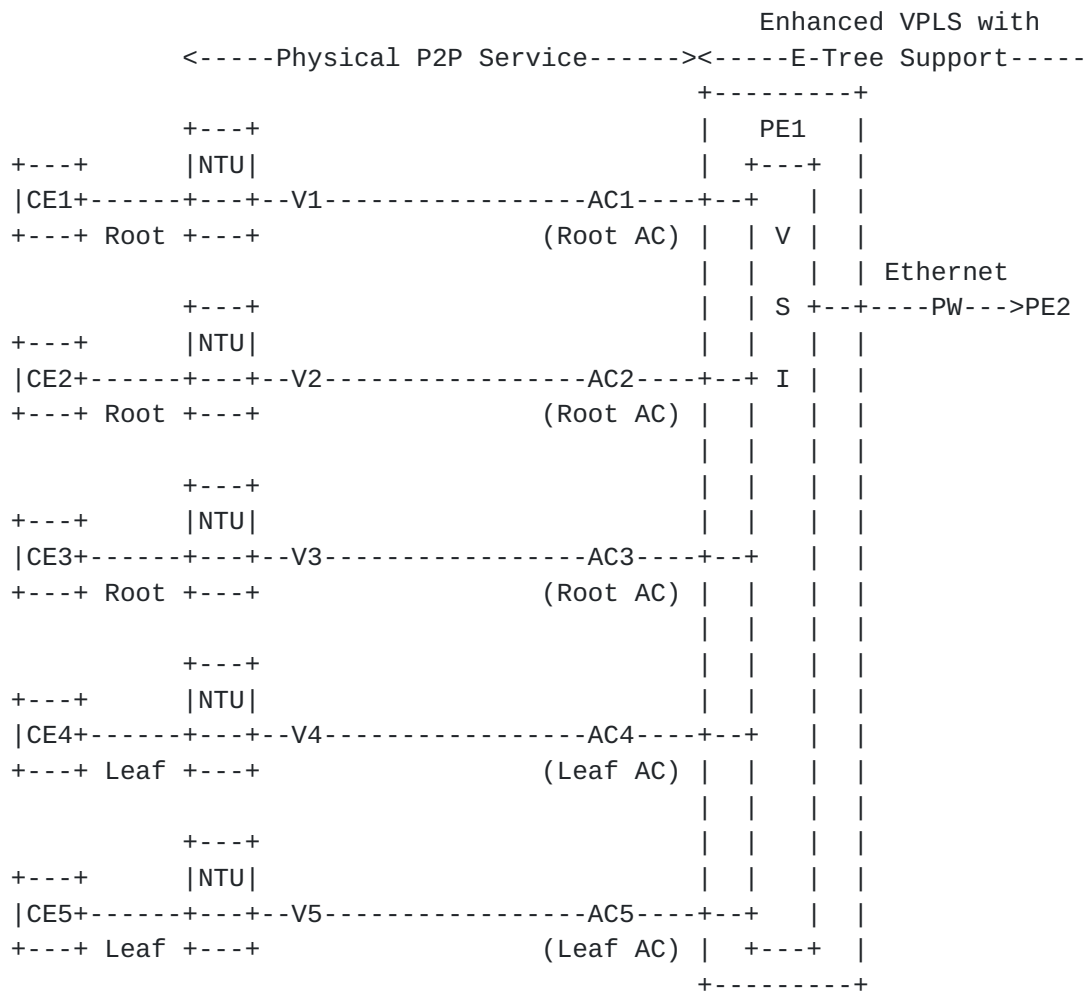 Enhanced VPLS with
           <-----Physical P2P Service------><-----E-Tree Support-----
                                             +---------+
           +---+                             |   PE1   |
+---+      |NTU|                             |  +---+  |
|CE1+------+---+--V1-----------------AC1----+--+   |  |
+---+ Root +---+                  (Root AC) |  | V |  |
                                             |  |   |  | Ethernet
           +---+                             |  | S +--+----PW--->PE2
+---+      |NTU|                             |  |   |  |
|CE2+------+---+--V2-----------------AC2----+--+ I |  |
+---+ Root +---+                  (Root AC) |  |   |  |
                                             |  |   |  |
           +---+                             |  |   |  |
+---+      |NTU|                             |  |   |  |
|CE3+------+---+--V3-----------------AC3----+--+   |  |
+---+ Root +---+                  (Root AC) |  |   |  |
                                             |  |   |  |
           +---+                             |  |   |  |
+---+      |NTU|                             |  |   |  |
|CE4+------+---+--V4-----------------AC4----+--+   |  |
+---+ Leaf +---+                  (Leaf AC) |  |   |  |
                                             |  |   |  |
           +---+                             |  |   |  |
+---+      |NTU|                             |  |   |  |
|CE5+------+---+--V5-----------------AC5----+--+   |  |
+---+ Leaf +---+                  (Leaf AC) |  +---+  |
                                             +---------+